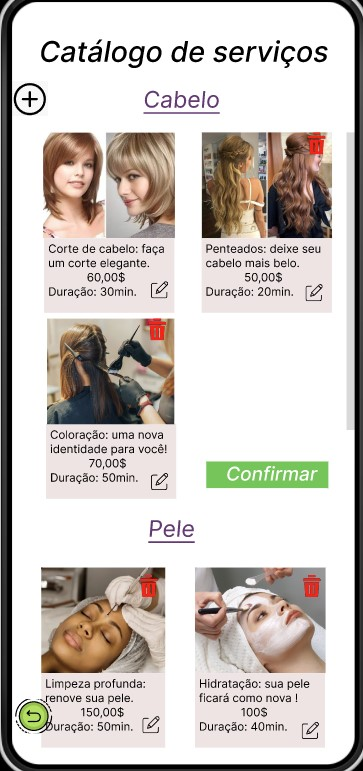 Catálogo de serviços
Cabelo
Corte de cabelo: faça
um corte elegante.
60,00$
Duração: 30min.
Penteados: deixe seu
cabelo mais belo.
50,00$
Duração: 20min.
Coloração: uma nova
identidade para você!
70,00$
Duração: 50min.
Confirmar
Pele
Limpeza profunda:
renove sua pele.
150,00$
Duração: 50min.
Hidratação: sua pele
ficará como nova !
100$
Duração: 40min.